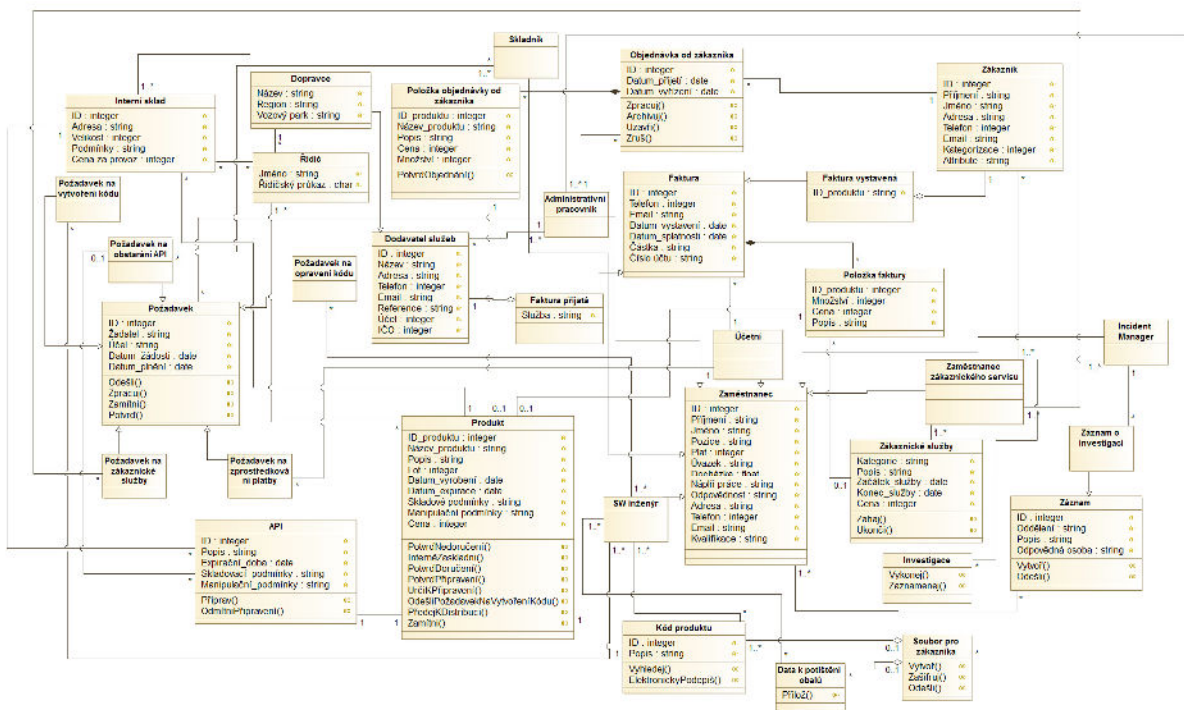 Skladník
Objednávka od zákazníka
ID : integer
Datum_přijetí : date
Datum_vyřízení : date
Zpracuj()
Archivuj()
Uzavři()
Zruš()
Zákazník
ID : integer
Příjmení : string
Jméno : string
Adresa : string
Telefon : integer
Email : string
Kategorizace : integer
Attribute : string
Dopravce
Název : string
Region : string
Vozový park : string
Položka objednávky od zákazníka
ID_produktu : integer
Název_produktu : string
Popis : string
Cena : integer
Množství : integer
PotvrdObjednání()
Interní sklad
ID : integer
Adresa : string
Velikost : integer
Podmínky : string
Cena za provoz : integer
Řidič
Jméno : string
Řidičský průkaz : char
Požadavek na vytvoření kódu
Faktura
ID : integer
Telefon : integer
Email : string
Datum_vystavení : date
Datum_splatnosti : date
Částka : string
Číslo účtu : string
Faktura vystavená
ID_produktu : string
Administrativní pracovník
Požadavek na obstarání API
Dodavatel služeb
ID : integer
Název : string
Adresa : string
Telefon : integer
Email : string
Reference : string
Účel : integer
IČO : integer
Požadavek na opravení kódu
Faktura přijatá
Služba : string
Položka faktury
ID_produktu : integer
Množství : integer
Cena : integer
Popis : string
Požadavek
ID : integer
Žadatel : string
Účel : string
Datum_žádosti : date
Datum_plnění : date
Odešli()
Zpracuj()
Zamítni()
Potvrď()
Účetní
Incident Manager
Zaměstnanec zákaznického servisu
Zaměstnanec
ID : integer
Příjmení : string
Jméno : string
Pozice : string
Plat : integer
Úvazek : string
Docházka : float
Náplň práce : string
Odpovědnost : string
Adresa : string
Telefon : integer
Email : string
Kvalifikace : string
Produkt
ID_produktu : integer
Název_produktu : string
Popis : string
Lot : integer
Datum_vyrobení : date
Datum_expirace : date
Skladové podmínky : string
Manipulační podmínky : string
Cena : integer
PotvrdNedoručení()
InterněZaskladni()
PotvrdDoručení()
PotvrdPřipravení()
UrčiKPřipravení()
OdešliPožadavekNaVytvořeníKódu()
PředejKDistribuci()
Zamítni()
Zákaznické služby
Kategorie : string
Popis : string
Začátek_služby : date
Konec_služby : date
Cena : integer
Zahaj()
Ukonči()
Záznam o investigaci
Požadavek na zákaznické služby
Požadavek na zprostředkování platby
SW inženýr
Záznam
ID : integer
Oddělení : string
Popis : string
Odpovědná osoba : string
Vytvoř()
Odešli()
API
ID : integer
Popis : string
Expirační_doba : date
Skladovací_podmínky : string
Manipulační_podmínky : string
Připrav()
OdmítniPřipravení()
Investigace
Vykonej()
Zaznamenej()
Kód produktu
ID : integer
Popis : string
Vyhledej()
ElektronickyPodepiš()
Data k potištění obalů
Přilož()
Soubor pro zákazníka
Vytvoř()
Zašifruj()
Odešli()